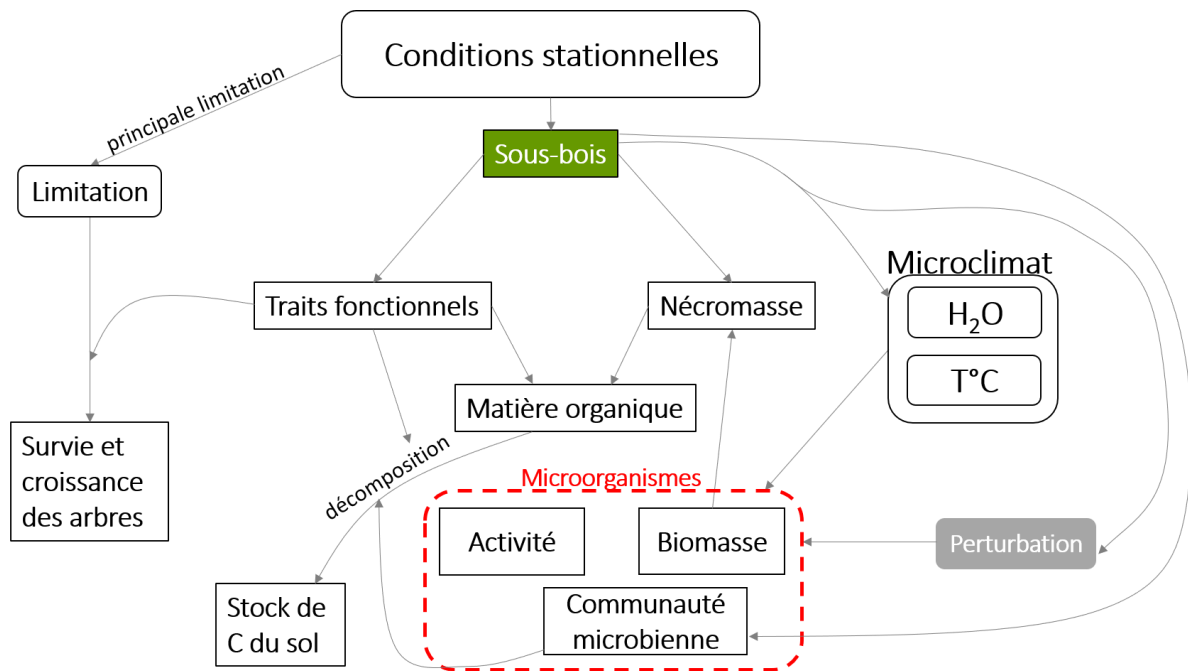 Conditions stationnelles
principale limitation
Sous-bois
Limitation
Microclimat
H₂O
T°C
Traits fonctionnels
Nécromasse
Matière organique
Survie et
croissance
des arbres
décomposition
Microorganismes
Activité
Biomasse
Perturbation
Stock de
C du sol
Communauté
microbienne